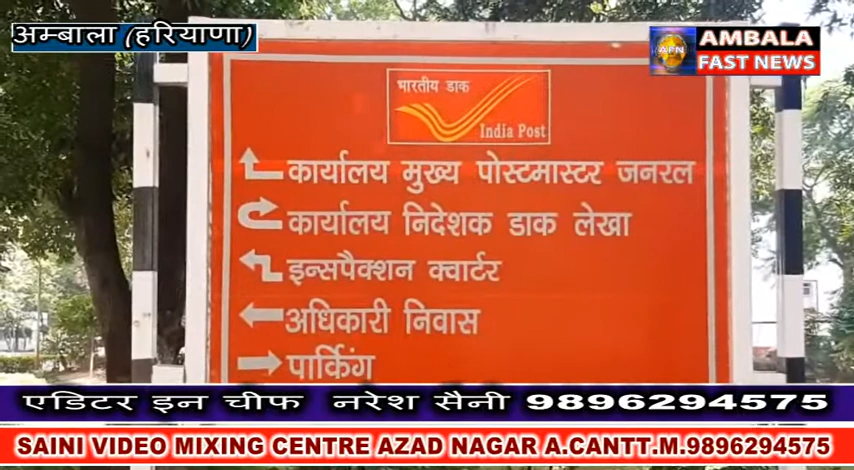 अम्बाला (हरियाणा)
AFN
AMBALA
FAST NEWS
भारतीय डाक
India Post
कार्यालय मुख्य पोस्टमास्टर जनरल
कार्यालय निदेशक डाक लेखा
इन्सपैक्शन क्वार्टर
अधिकारी निवास
पार्किंग
एडिटर इन चीफ नरेश सैनी 9896294575
SAINI VIDEO MIXING CENTRE AZAD NAGAR A.CANTT.M.9896294575